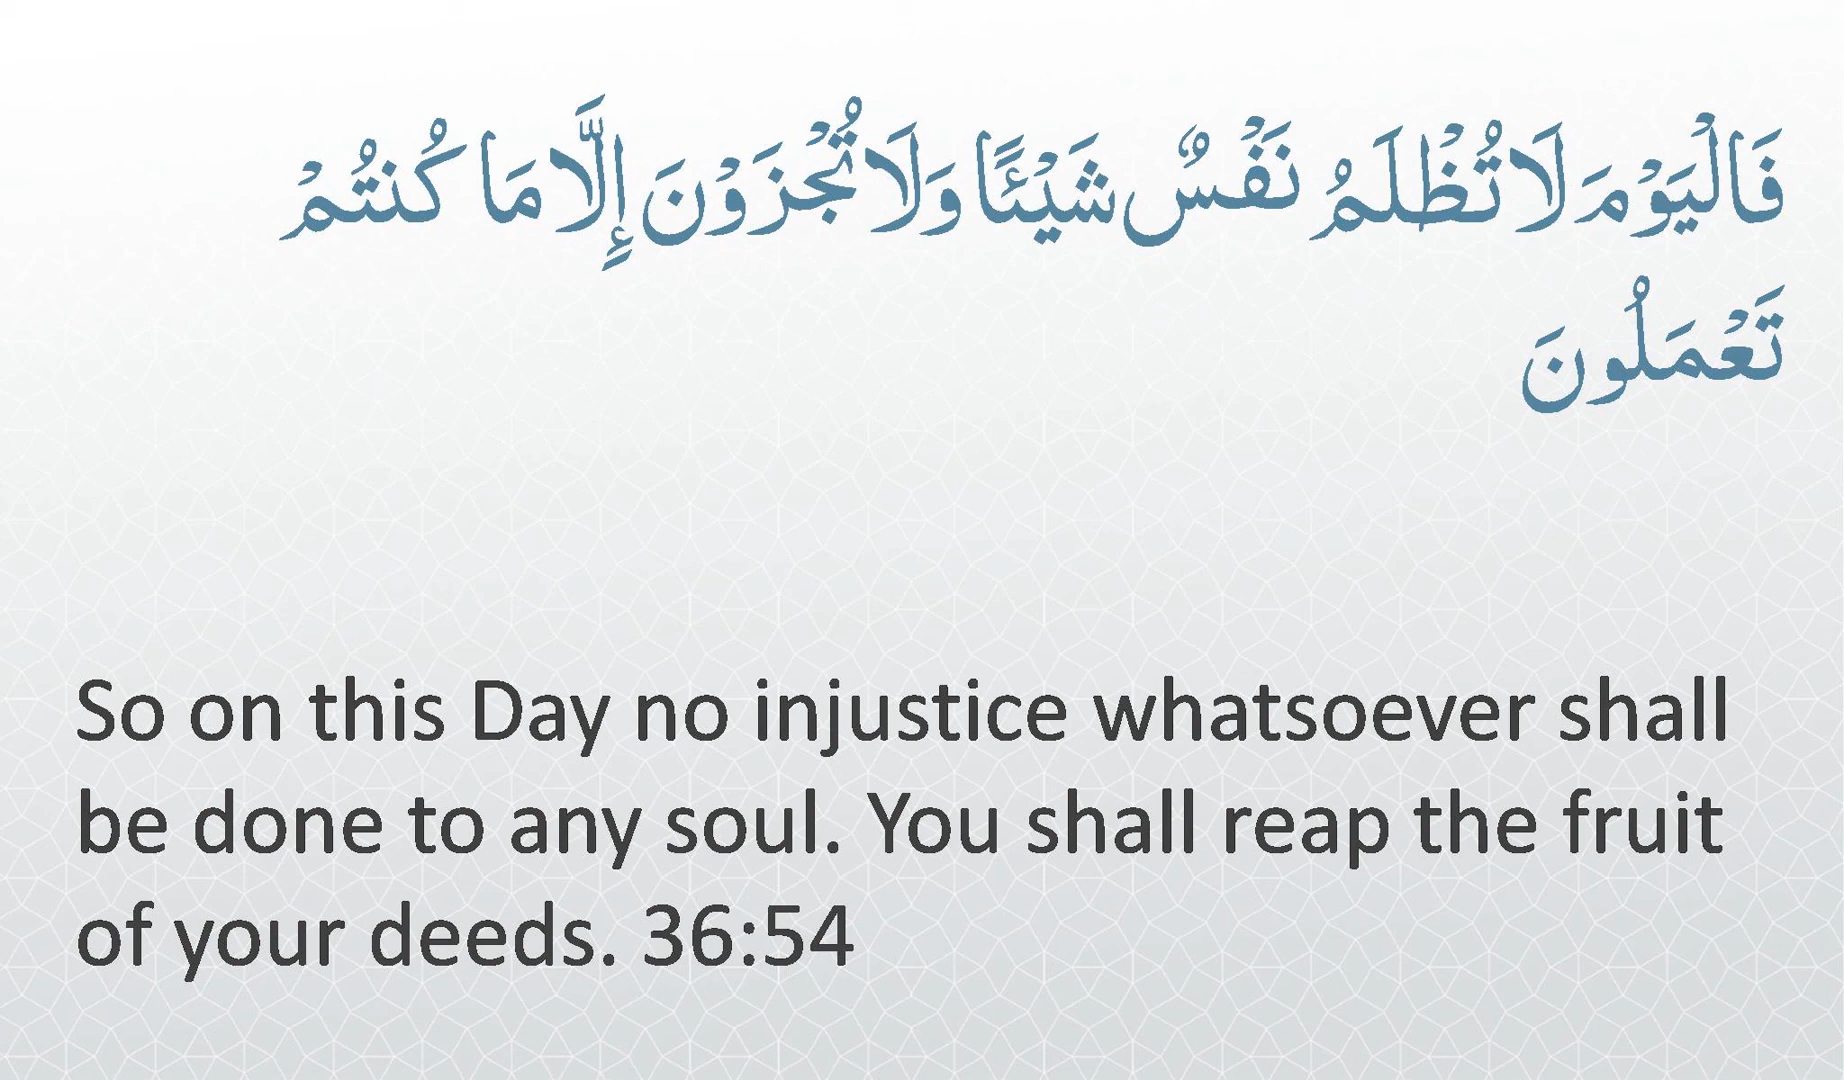 فَالْيَوْمَ لَا تُظْلَمُ نَفْسٌ شَيْئًا وَلَا تُجْزَوْنَ إِلَّا مَا كُنتُمْ
تَعْمَلُونَ
So on this Day no injustice whatsoever shall
be done to any soul. You shall reap the fruit
of your deeds. 36:54